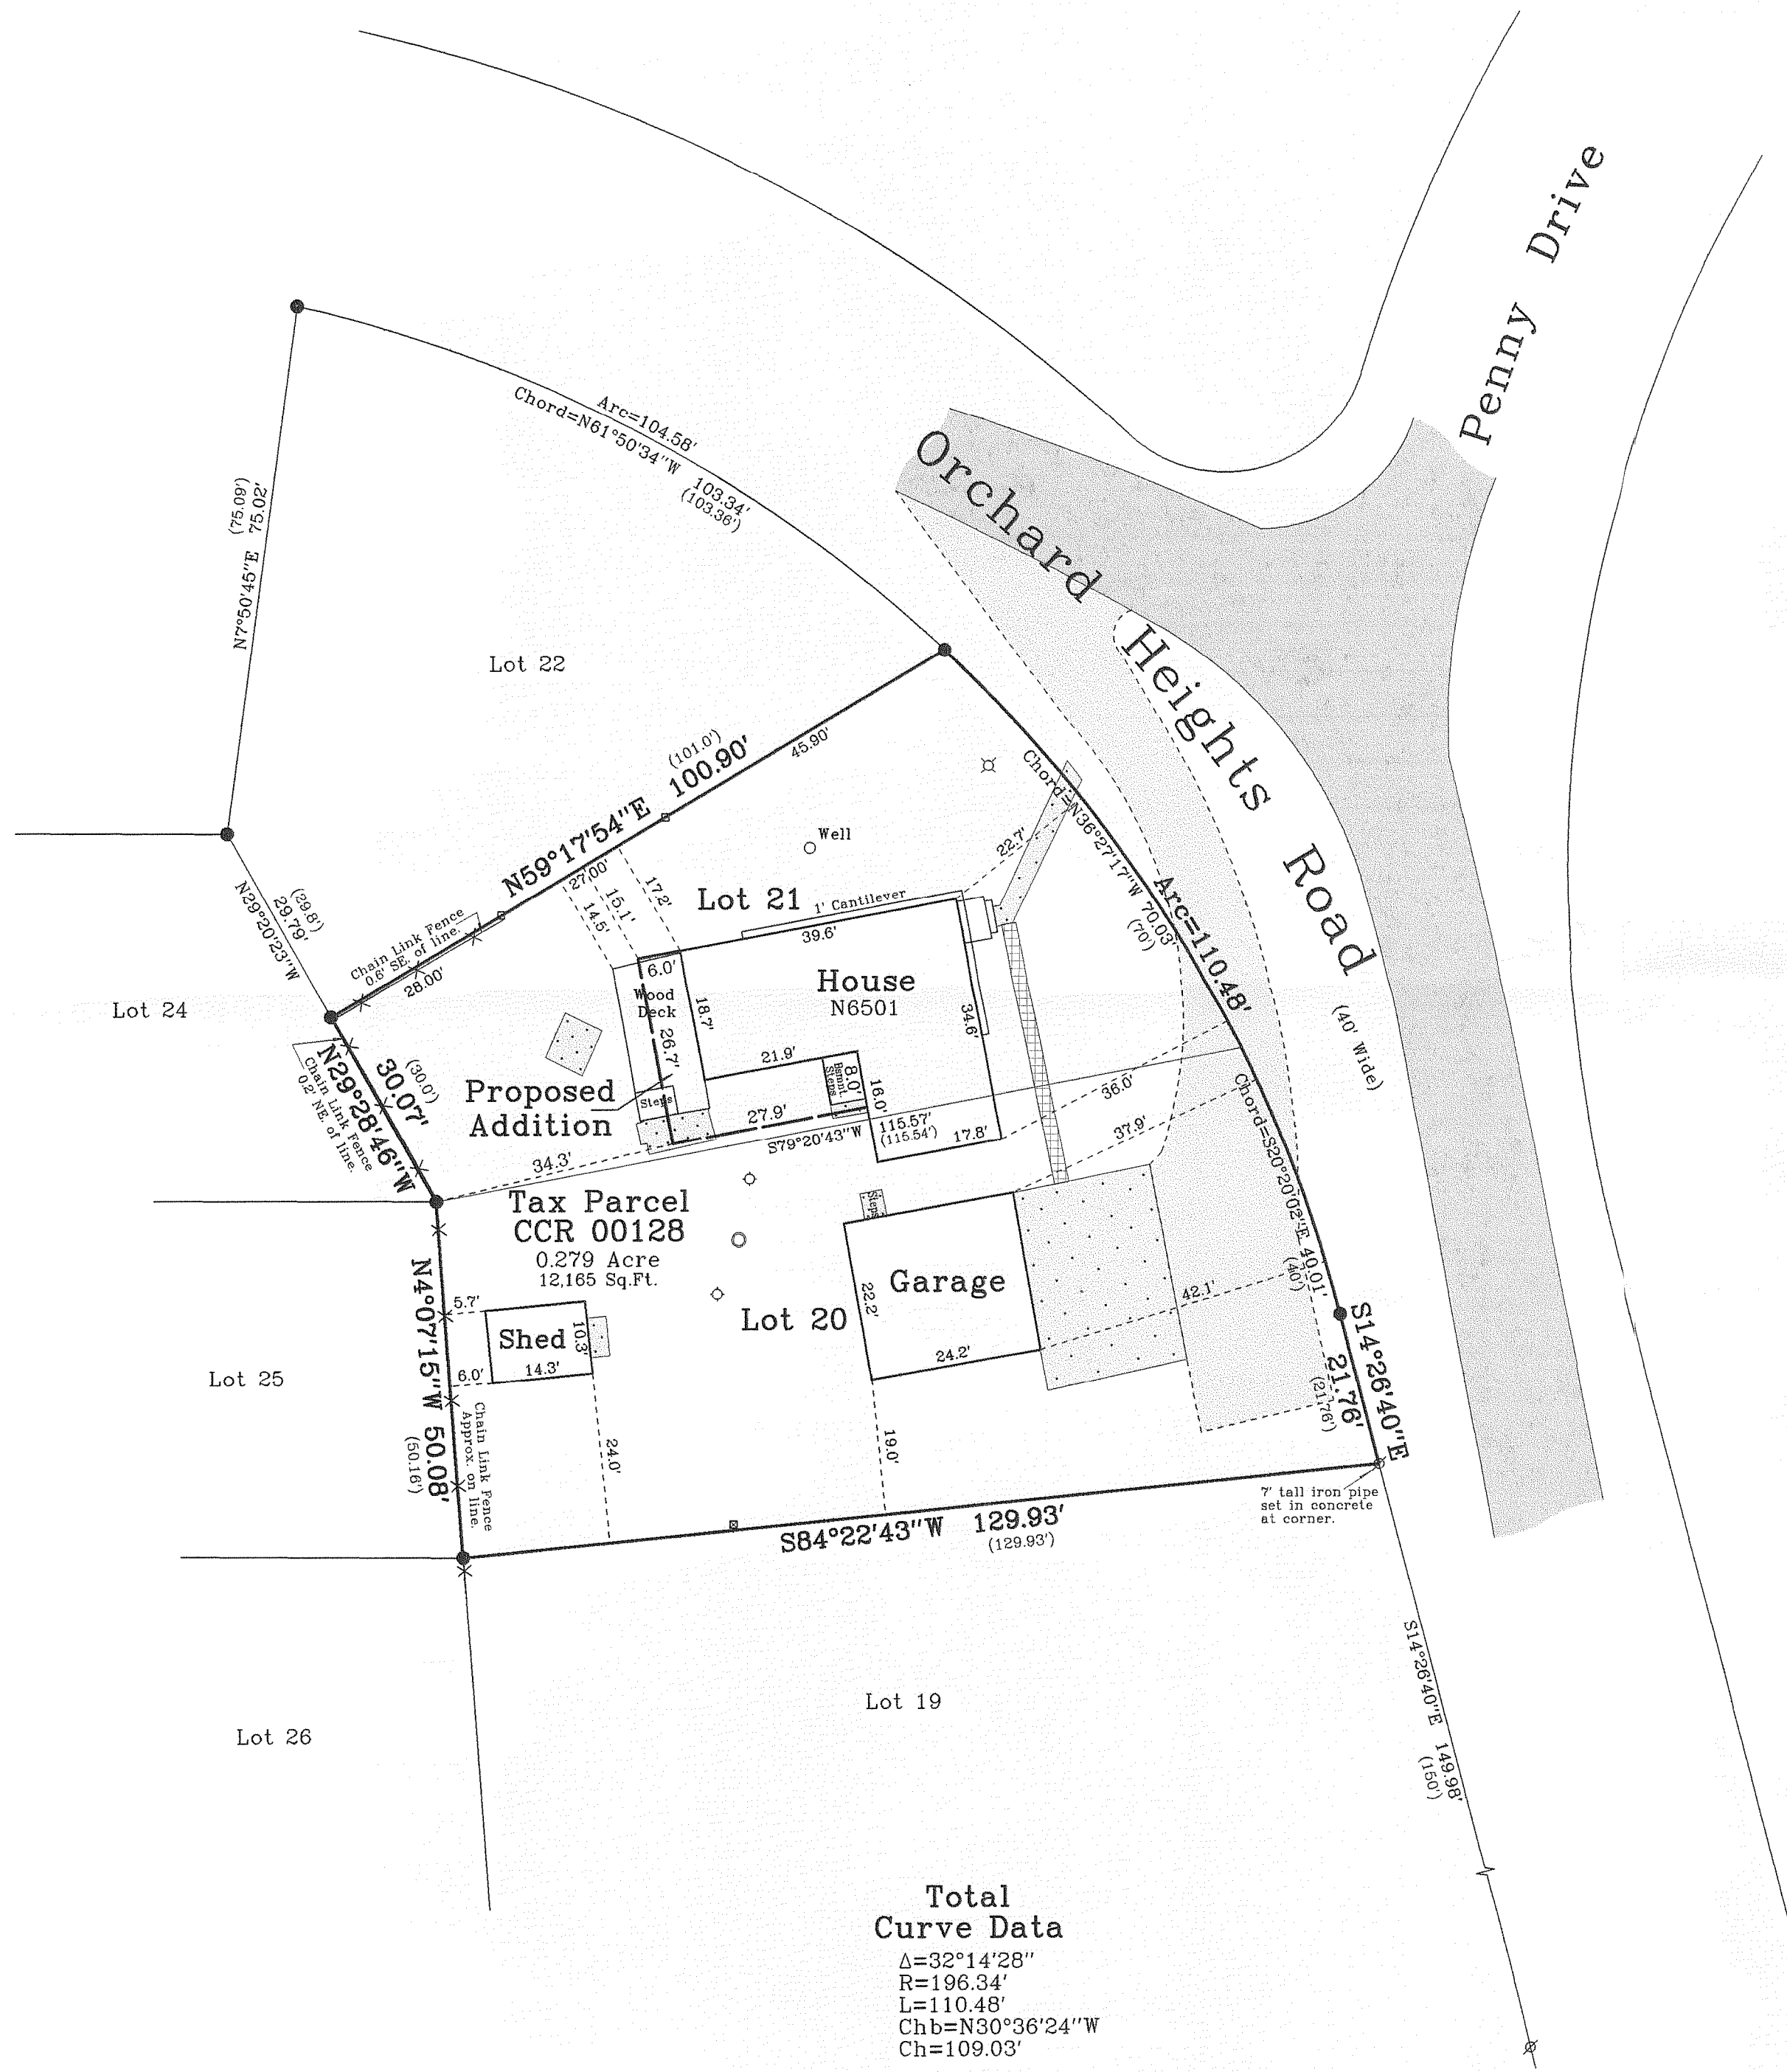 Penny Drive
Orchard Heights Road
(40' Wide)
Arc=104.58'
Chord=N61°50'34"W 103.34'
(103.36')
(75.09')
N7°50'45"E 75.02'
Lot 22
(101.0')
N59°17'54"E 100.90'
45.90'
27.00'
28.00'
Chain Link Fence
0.6' SE. of line.
(29.8')
29.79'
N29°20'23"W
Lot 24
Well
Lot 21
1' Cantilever
39.6'
22.7'
17.2'
15.1'
14.5'
Chord=N36°27'17"W 70.03'
(70')
Arc=110.48'
6.0'
Wood
Deck
18.7'
26.7'
House
N6501
34.6'
21.9'
8.0'
Bsmnt.
Steps
16.0'
Steps
27.9'
17.8'
Proposed
Addition
S79°20'43"W 115.57'
(115.54')
34.3'
36.0'
37.9'
Chord=S20°20'02"E 40.01'
(40')
(30.0')
30.07'
N29°28'46"W
Chain Link Fence
0.2' NE. of line.
Tax Parcel
CCR 00128
0.279 Acre
12,165 Sq.Ft.
Steps
Garage
22.2'
24.2'
42.1'
Lot 20
5.7'
Shed
10.3'
14.3'
6.0'
N4°07'15"W 50.08'
(50.16')
Chain Link Fence
Approx. on line.
24.0'
19.0'
Lot 25
S14°26'40"E
21.76'
(21.76')
7' tall iron pipe
set in concrete
at corner.
S84°22'43"W 129.93'
(129.93')
Lot 19
Lot 26
S14°26'40"E 149.98'
(150')
Total
Curve Data
Δ=32°14'28"
R=196.34'
L=110.48'
Chb=N30°36'24"W
Ch=109.03'